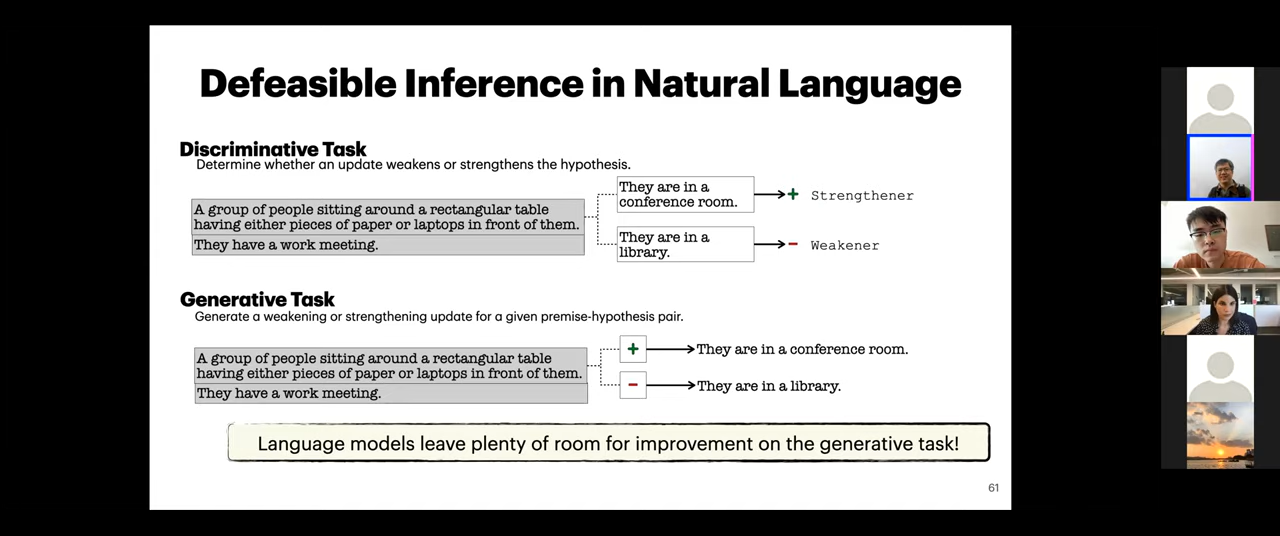 Defeasible Inference in Natural Language
Discriminative Task
Determine whether an update weakens or strengthens the hypothesis.
A group of people sitting around a rectangular table
having either pieces of paper or laptops in front of them.
They have a work meeting.
They are in a
conference room.
+ Strengthener
They are in a
library.
– Weakener
Generative Task
Generate a weakening or strengthening update for a given premise-hypothesis pair.
A group of people sitting around a rectangular table
having either pieces of paper or laptops in front of them.
They have a work meeting.
+ They are in a conference room.
– They are in a library.
Language models leave plenty of room for improvement on the generative task!
61